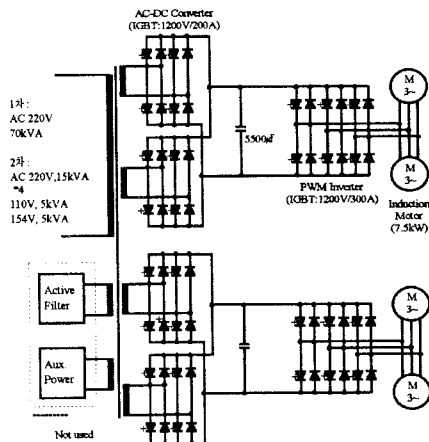 AC-DC Converter
(IGBT:1200V/200A)
1차 :
AC 220V
70kVA
2차 :
AC 220V,15kVA
*4
110V, 5kVA
154V, 5kVA
5500㎌
PWM Inverter
(IGBT:1200V/300A)
M
3~
M
3~
Induction
Motor
(7.5kW)
Active
Filter
Aux.
Power
Not used
M
3~
M
3~